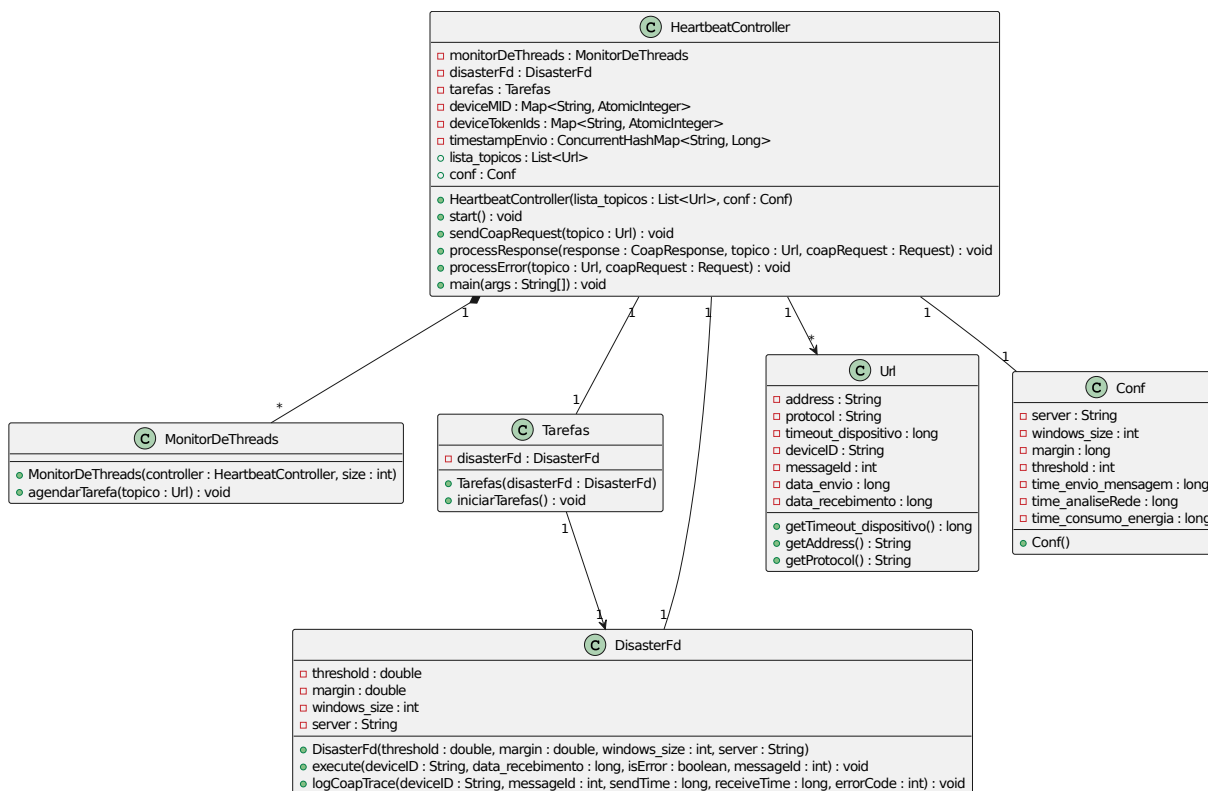 C HeartbeatController
monitorDeThreads : MonitorDeThreads
disasterFd : DisasterFd
tarefas : Tarefas
deviceMID : Map<String, AtomicInteger>
deviceTokenIds : Map<String, AtomicInteger>
timestampEnvio : ConcurrentHashMap<String, Long>
lista_topicos : List<Url>
conf : Conf
HeartbeatController(lista_topicos : List<Url>, conf : Conf)
start() : void
sendCoapRequest(topico : Url) : void
processResponse(response : CoapResponse, topico : Url, coapRequest : Request) : void
processError(topico : Url, coapRequest : Request) : void
main(args : String[]) : void
1 1 1 1 1
* 1 * 1
C MonitorDeThreads
MonitorDeThreads(controller : HeartbeatController, size : int)
agendarTarefa(topico : Url) : void
C Tarefas
disasterFd : DisasterFd
Tarefas(disasterFd : DisasterFd)
iniciarTarefas() : void
C Url
address : String
protocol : String
timeout_dispositivo : long
deviceID : String
messageId : int
data_envio : long
data_recebimento : long
getTimeout_dispositivo() : long
getAddress() : String
getProtocol() : String
C Conf
server : String
windows_size : int
margin : long
threshold : int
time_envio_mensagem : long
time_analiseRede : long
time_consumo_energia : long
Conf()
1
1 1
C DisasterFd
threshold : double
margin : double
windows_size : int
server : String
DisasterFd(threshold : double, margin : double, windows_size : int, server : String)
execute(deviceID : String, data_recebimento : long, isError : boolean, messageId : int) : void
logCoapTrace(deviceID : String, messageId : int, sendTime : long, receiveTime : long, errorCode : int) : void